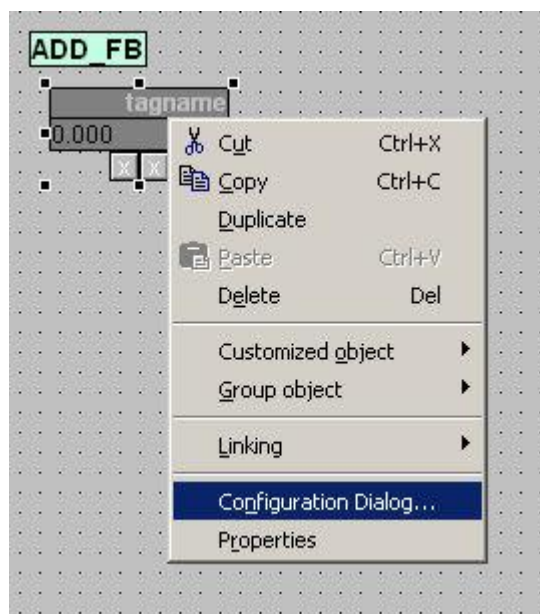 ADD_FB
tagname
0.000
X X
Cut Ctrl+X
Copy Ctrl+C
Duplicate
Paste Ctrl+V
Delete Del
Customized object
Group object
Linking
Configuration Dialog...
Properties